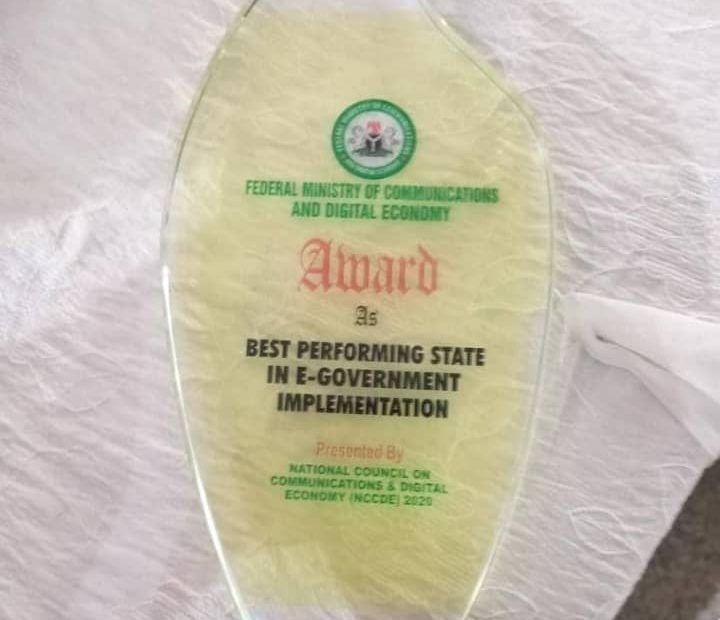 FEDERAL MINISTRY OF COMMUNICATIONS
AND DIGITAL ECONOMY
Award
As
BEST PERFORMING STATE
IN E-GOVERNMENT
IMPLEMENTATION
Presented By
NATIONAL COUNCIL ON
COMMUNICATIONS & DIGITAL
ECONOMY (NCCDE) 2020